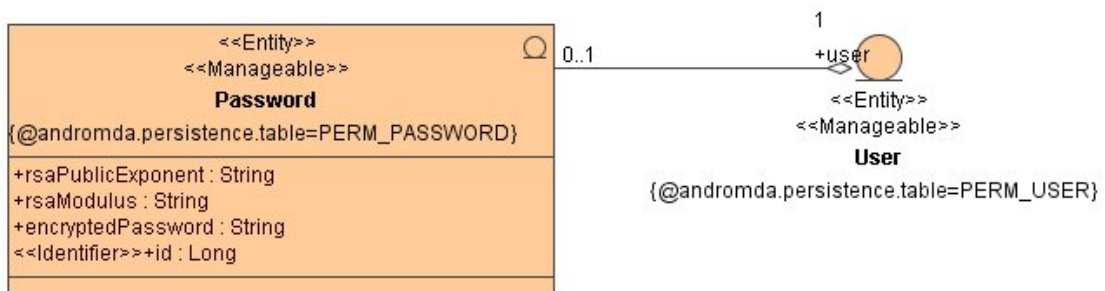 <<Entity>>
<<Manageable>>
Password
{@andromda.persistence.table=PERM_PASSWORD}
+rsaPublicExponent : String
+rsaModulus : String
+encryptedPassword : String
<<Identifier>>+id : Long
0..1
1
+user
<<Entity>>
<<Manageable>>
User
{@andromda.persistence.table=PERM_USER}